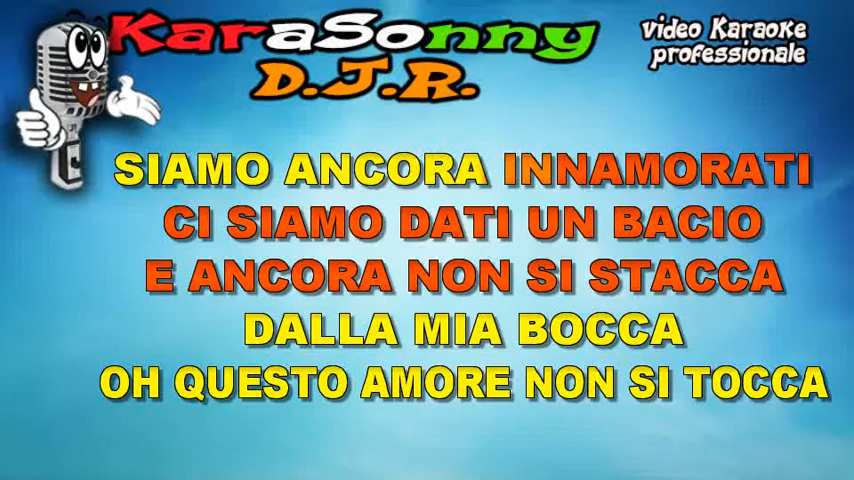 KaraSonny
D.J.R.
video Karaoke
professionale
SIAMO ANCORA INNAMORATI
CI SIAMO DATI UN BACIO
E ANCORA NON SI STACCA
DALLA MIA BOCCA
OH QUESTO AMORE NON SI TOCCA